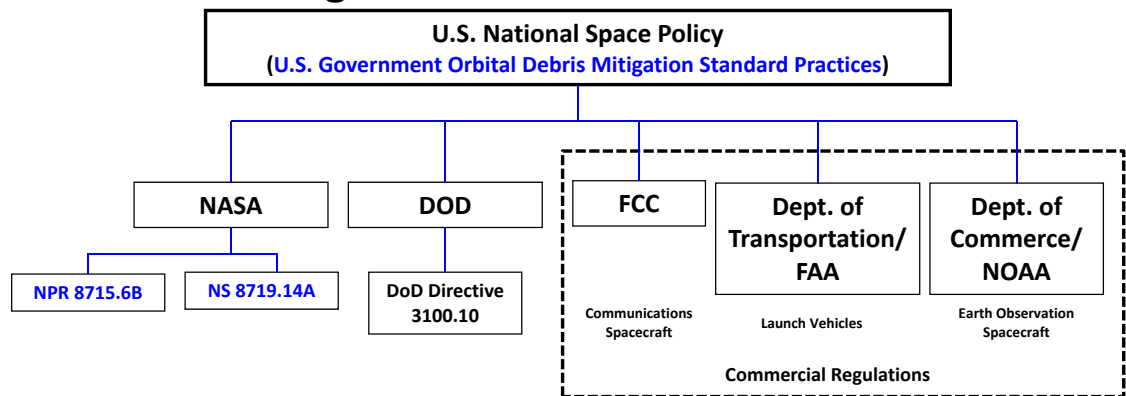 U.S. National Space Policy
(U.S. Government Orbital Debris Mitigation Standard Practices)
NASA
DOD
FCC
Dept. of
Transportation/
FAA
Dept. of
Commerce/
NOAA
NPR 8715.6B
NS 8719.14A
DoD Directive
3100.10
Communications
Spacecraft
Launch Vehicles
Earth Observation
Spacecraft
Commercial Regulations